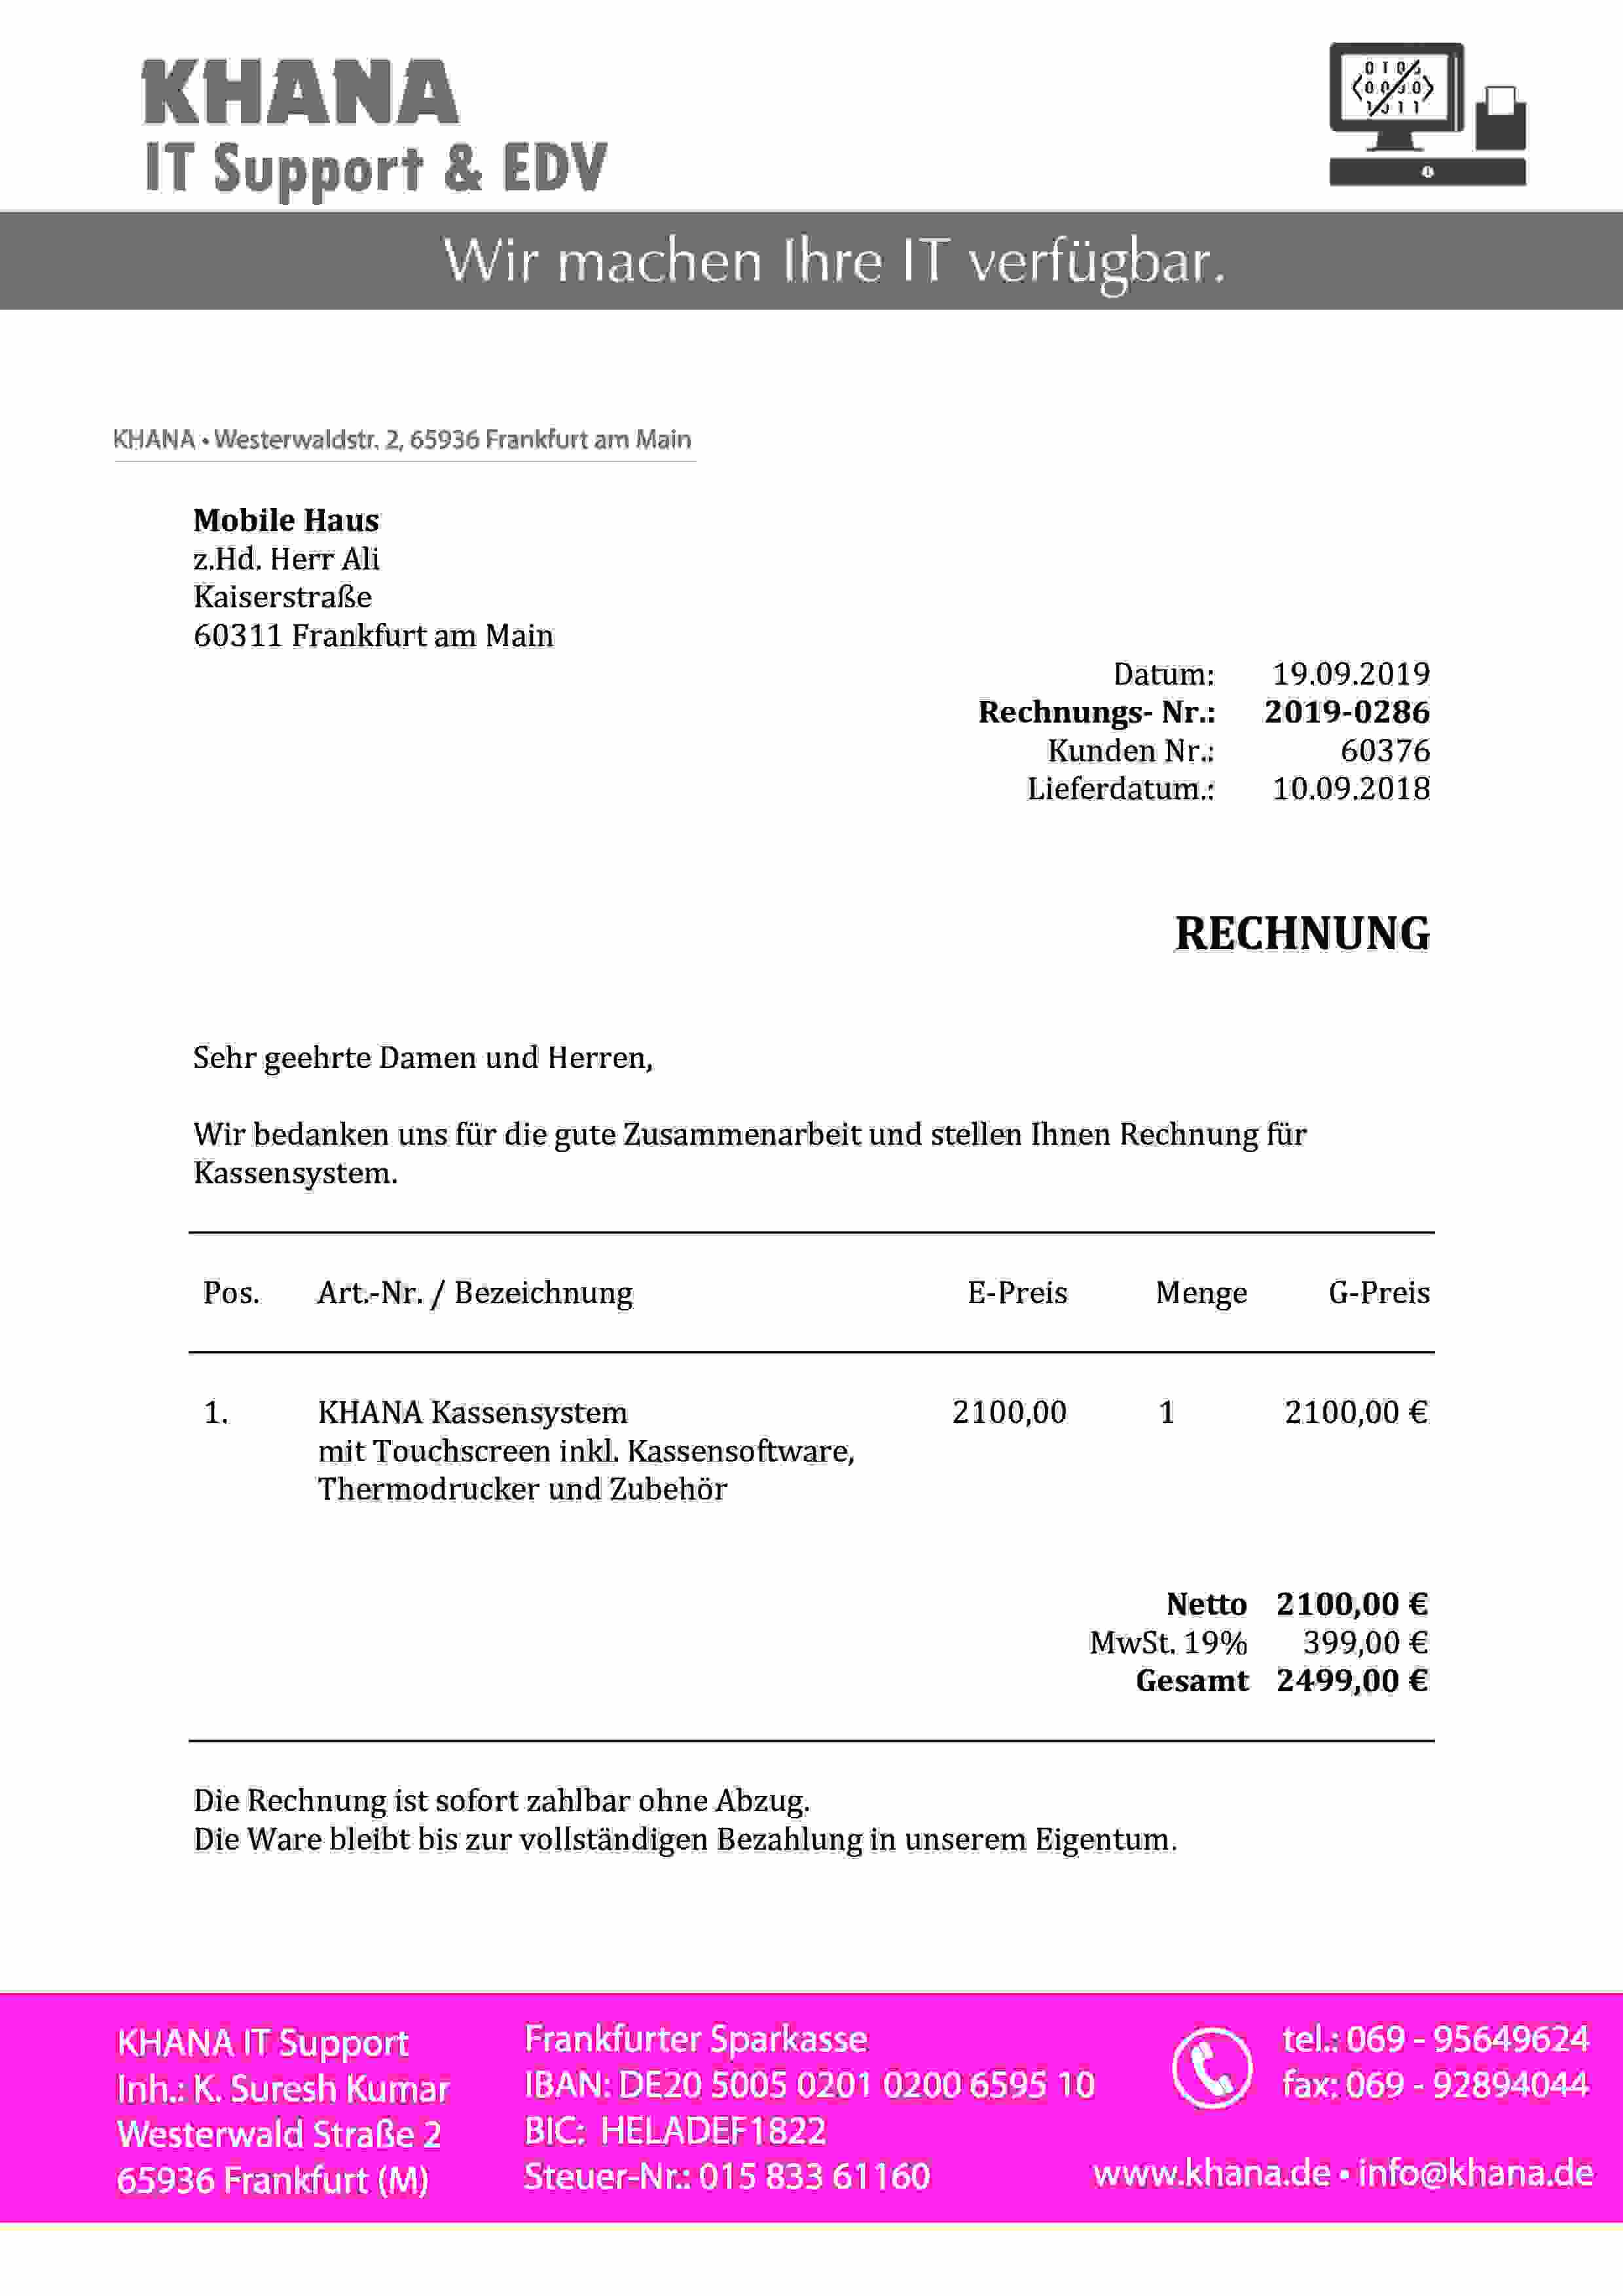 KHANA
IT Support & EDV
Wir machen Ihre IT verfügbar.
KHANA • Westerwaldstr. 2, 65936 Frankfurt am Main
Mobile Haus
z.Hd. Herr Ali
Kaiserstraße
60311 Frankfurt am Main
Datum: 19.09.2019
Rechnungs- Nr.: 2019-0286
Kunden Nr.: 60376
Lieferdatum.: 10.09.2018
RECHNUNG
Sehr geehrte Damen und Herren,
Wir bedanken uns für die gute Zusammenarbeit und stellen Ihnen Rechnung für
Kassensystem.
Pos. Art.-Nr. / Bezeichnung E-Preis Menge G-Preis
1. KHANA Kassensystem 2100,00 1 2100,00 €
mit Touchscreen inkl. Kassensoftware,
Thermodrucker und Zubehör
Netto 2100,00 €
MwSt. 19% 399,00 €
Gesamt 2499,00 €
Die Rechnung ist sofort zahlbar ohne Abzug.
Die Ware bleibt bis zur vollständigen Bezahlung in unserem Eigentum.
KHANA IT Support
Inh.: K. Suresh Kumar
Westerwald Straße 2
65936 Frankfurt (M)
Frankfurter Sparkasse
IBAN: DE20 5005 0201 0200 6595 10
BIC: HELADEF1822
Steuer-Nr.: 015 833 61160
tel.: 069 - 95649624
fax: 069 - 92894044
www.khana.de • info@khana.de